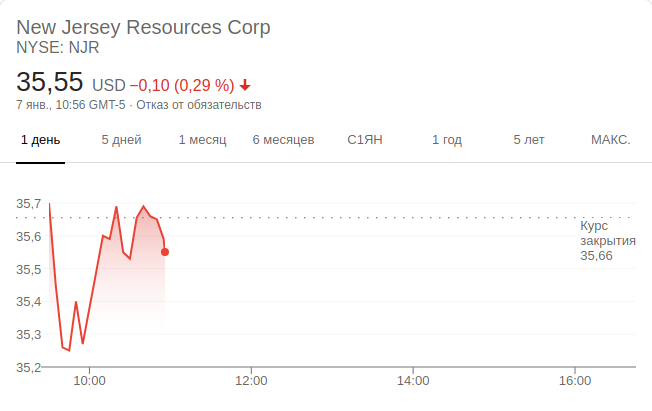 New Jersey Resources Corp
NYSE: NJR
35,55 USD −0,10 (0,29 %)
7 янв., 10:56 GMT-5 · Отказ от обязательств
1 день 5 дней 1 месяц 6 месяцев С1ЯН 1 год 5 лет МАКС.
35,7
35,6
35,5
35,4
35,3
35,2
Курс
закрытия
35,66
10:00 12:00 14:00 16:00